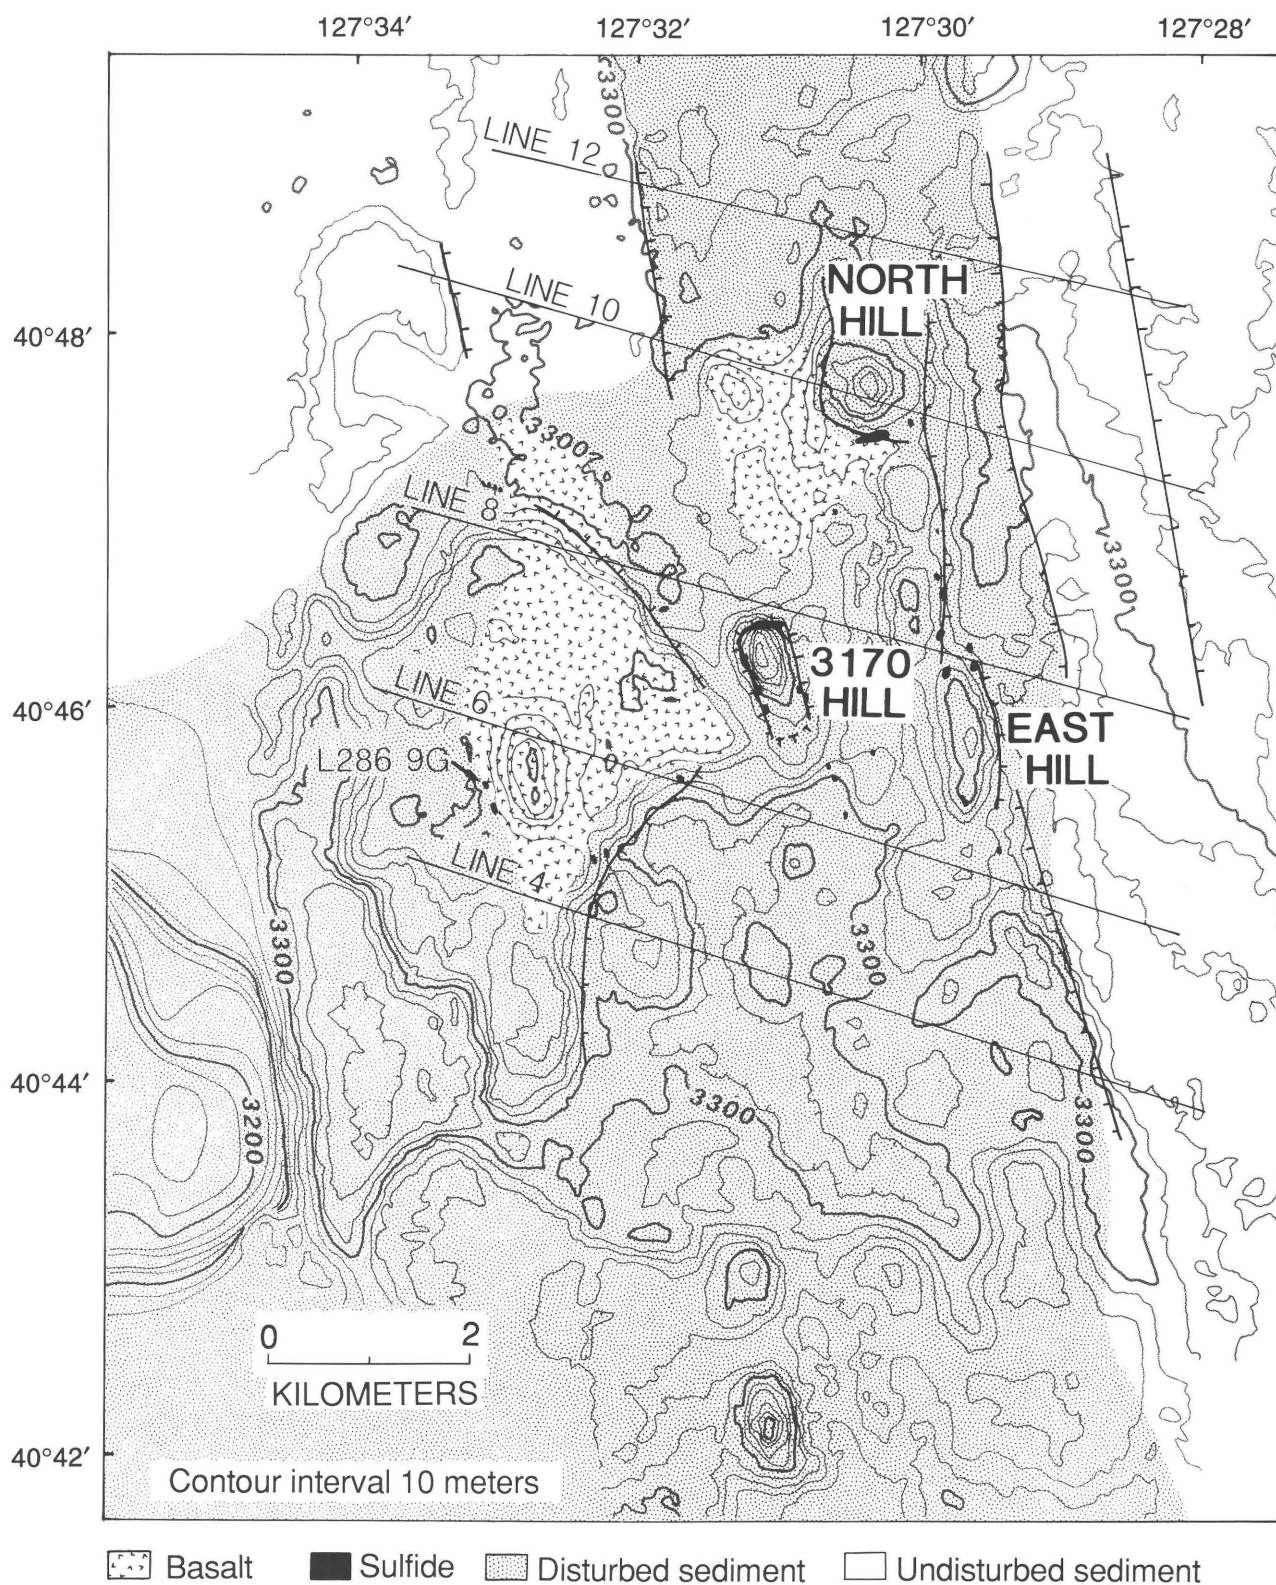 127°34′ 127°32′ 127°30′ 127°28′
3300
LINE 12
NORTH
HILL
LINE 10
40°48′
3300
LINE 8
3300
3170
HILL
LINE 6
40°46′
EAST
HILL
L286 9G
LINE 4
3300
3300
40°44′
3200
3300
3300
0 2
KILOMETERS
40°42′
Contour interval 10 meters
Basalt Sulfide Disturbed sediment Undisturbed sediment